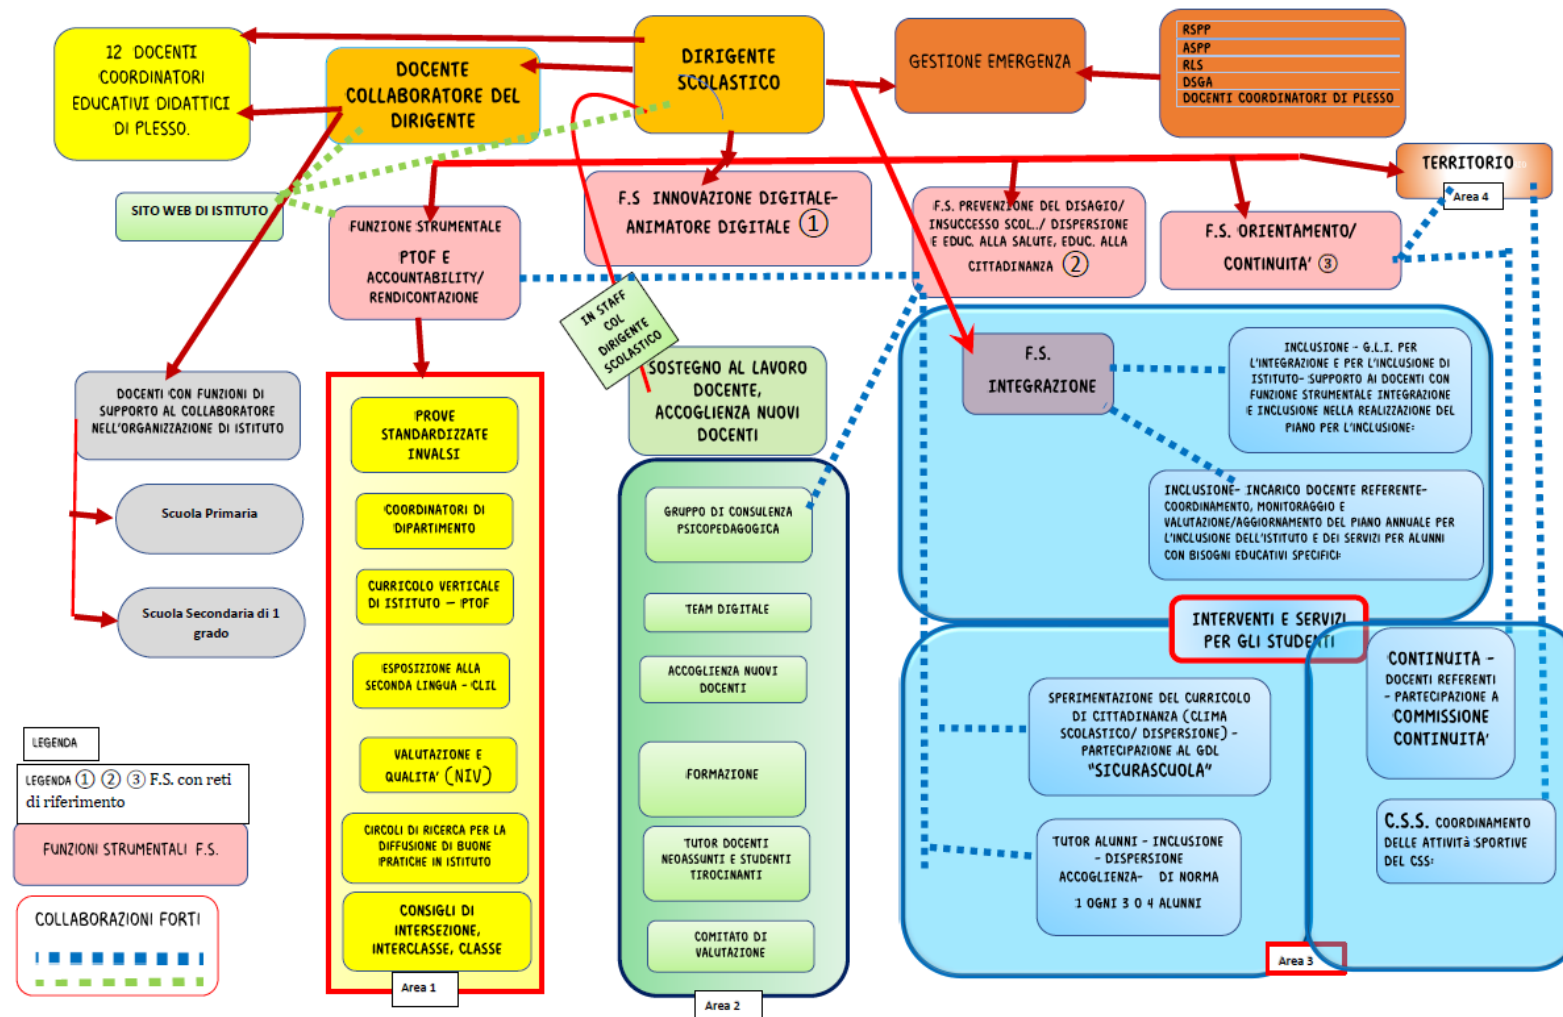 12 DOCENTI
COORDINATORI
EDUCATIVI DIDATTICI
DI PLESSO.
DOCENTE
COLLABORATORE DEL
DIRIGENTE
DIRIGENTE
SCOLASTICO
GESTIONE EMERGENZA
RSPP
ASPP
RLS
DSGA
DOCENTI COORDINATORI DI PLESSO
TERRITORIO
Area 4
SITO WEB DI ISTITUTO
FUNZIONE STRUMENTALE
PTOF E
ACCOUNTABILITY/
RENDICONTAZIONE
F.S INNOVAZIONE DIGITALE-
ANIMATORE DIGITALE ①
F.S. PREVENZIONE DEL DISAGIO/
INSUCCESSO SCOL../ DISPERSIONE
E EDUC. ALLA SALUTE, EDUC. ALLA
CITTADINANZA ②
F.S. ORIENTAMENTO/
CONTINUITA' ③
IN STAFF
COL
DIRIGENTE
SCOLASTICO
SOSTEGNO AL LAVORO
DOCENTE,
ACCOGLIENZA NUOVI
DOCENTI
F.S.
INTEGRAZIONE
INCLUSIONE - G.L.I. PER
L'INTEGRAZIONE E PER L'INCLUSIONE DI
ISTITUTO- SUPPORTO AI DOCENTI CON
FUNZIONE STRUMENTALE INTEGRAZIONE
E INCLUSIONE NELLA REALIZZAZIONE DEL
PIANO PER L'INCLUSIONE:
INCLUSIONE- INCARICO DOCENTE REFERENTE-
COORDINAMENTO, MONITORAGGIO E
VALUTAZIONE/AGGIORNAMENTO DEL PIANO ANNUALE PER
L'INCLUSIONE DELL'ISTITUTO E DEI SERVIZI PER ALUNNI
CON BISOGNI EDUCATIVI SPECIFICI:
DOCENTI CON FUNZIONI DI
SUPPORTO AL COLLABORATORE
NELL'ORGANIZZAZIONE DI ISTITUTO
Scuola Primaria
Scuola Secondaria di 1
grado
PROVE
STANDARDIZZATE
INVALSI
COORDINATORI DI
DIPARTIMENTO
CURRICOLO VERTICALE
DI ISTITUTO – PTOF
ESPOSIZIONE ALLA
SECONDA LINGUA - CLIL
VALUTAZIONE E
QUALITA' (NIV)
CIRCOLI DI RICERCA PER LA
DIFFUSIONE DI BUONE
PRATICHE IN ISTITUTO
CONSIGLI DI
INTERSEZIONE,
INTERCLASSE, CLASSE
Area 1
GRUPPO DI CONSULENZA
PSICOPEDAGOGICA
TEAM DIGITALE
ACCOGLIENZA NUOVI
DOCENTI
FORMAZIONE
TUTOR DOCENTI
NEOASSUNTI E STUDENTI
TIROCINANTI
COMITATO DI
VALUTAZIONE
Area 2
INTERVENTI E SERVIZI
PER GLI STUDENTI
SPERIMENTAZIONE DEL CURRICOLO
DI CITTADINANZA (CLIMA
SCOLASTICO/ DISPERSIONE) -
PARTECIPAZIONE AL GDL
"SICURASCUOLA"
TUTOR ALUNNI - INCLUSIONE
- DISPERSIONE
ACCOGLIENZA- DI NORMA
1 OGNI 3 O 4 ALUNNI
CONTINUITA -
DOCENTI REFERENTI
- PARTECIPAZIONE A
COMMISSIONE
CONTINUITA'
C.S.S. COORDINAMENTO
DELLE ATTIVITà SPORTIVE
DEL CSS:
Area 3
LEGENDA
LEGENDA ① ② ③ F.S. con reti
di riferimento
FUNZIONI STRUMENTALI F.S.
COLLABORAZIONI FORTI